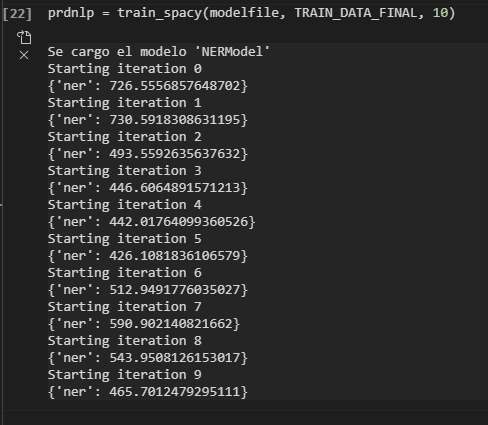 [22] prdnlp = train_spacy(modelfile, TRAIN_DATA_FINAL, 10)
Se cargo el modelo 'NERModel'
Starting iteration 0
{'ner': 726.5556857648702}
Starting iteration 1
{'ner': 730.5918308631195}
Starting iteration 2
{'ner': 493.5592635637632}
Starting iteration 3
{'ner': 446.6064891571213}
Starting iteration 4
{'ner': 442.01764099360526}
Starting iteration 5
{'ner': 426.1081836106579}
Starting iteration 6
{'ner': 512.9491776035027}
Starting iteration 7
{'ner': 590.902140821662}
Starting iteration 8
{'ner': 543.9508126153017}
Starting iteration 9
{'ner': 465.7012479295111}